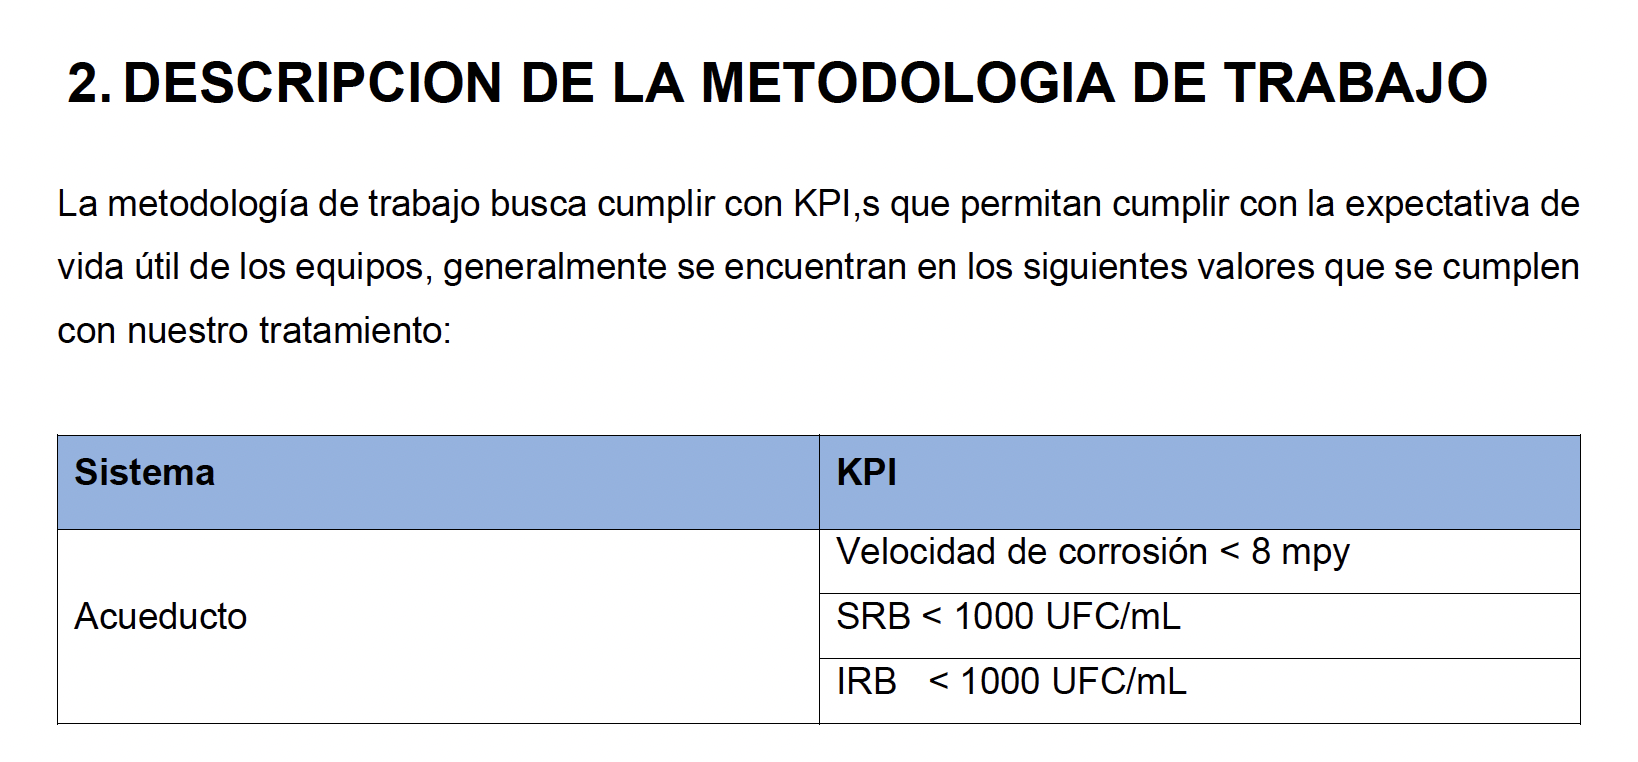 2. DESCRIPCION DE LA METODOLOGIA DE TRABAJO
La metodología de trabajo busca cumplir con KPI,s que permitan cumplir con la expectativa de
vida útil de los equipos, generalmente se encuentran en los siguientes valores que se cumplen
con nuestro tratamiento:
Sistema KPI
Acueducto
Velocidad de corrosión < 8 mpy
SRB < 1000 UFC/mL
IRB < 1000 UFC/mL